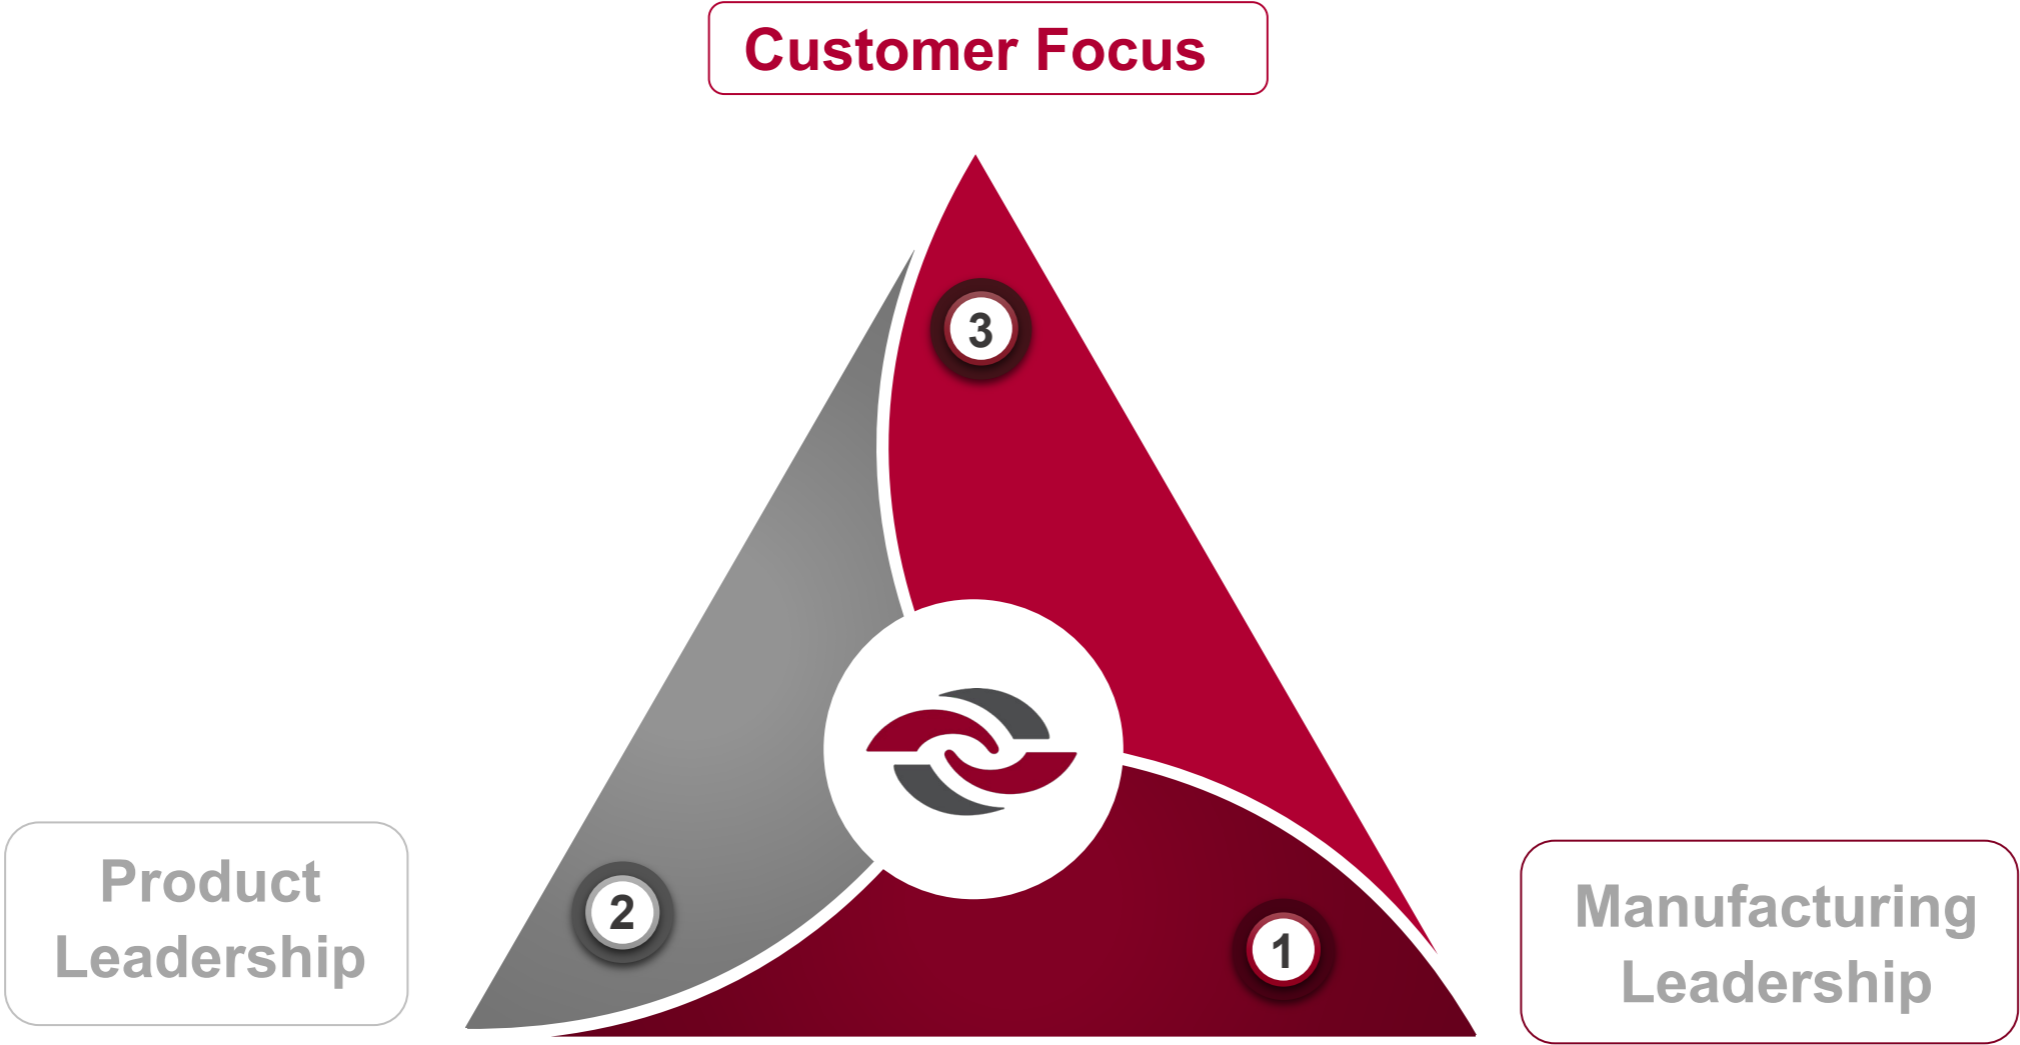 Customer Focus
3
Product
Leadership
2
1
Manufacturing
Leadership